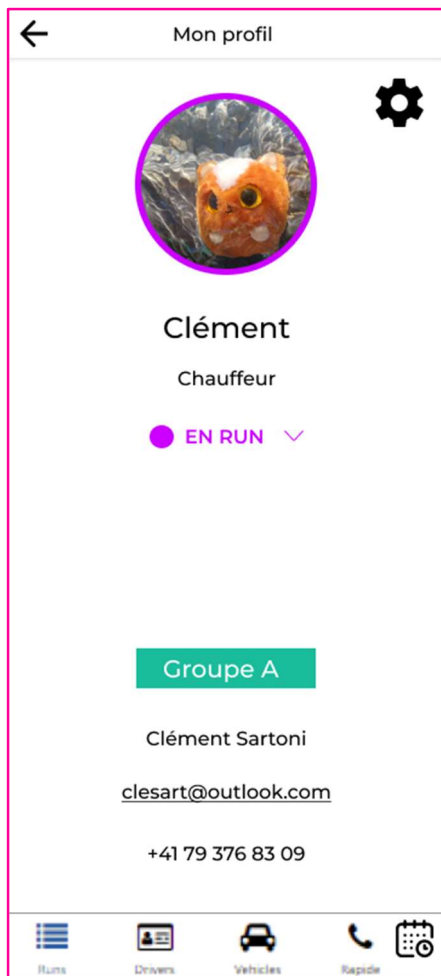 Mon profil
Clément
Chauffeur
EN RUN
Groupe A
Clément Sartoni
clesart@outlook.com
+41 79 376 83 09
Runs
Drivers
Vehicles
Rapide